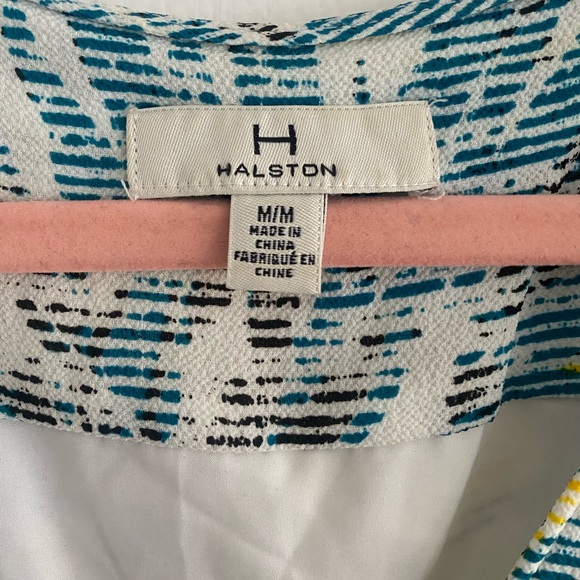 H
HALSTON
M/M
MADE IN
CHINA
FABRIQUÉ EN
CHINE